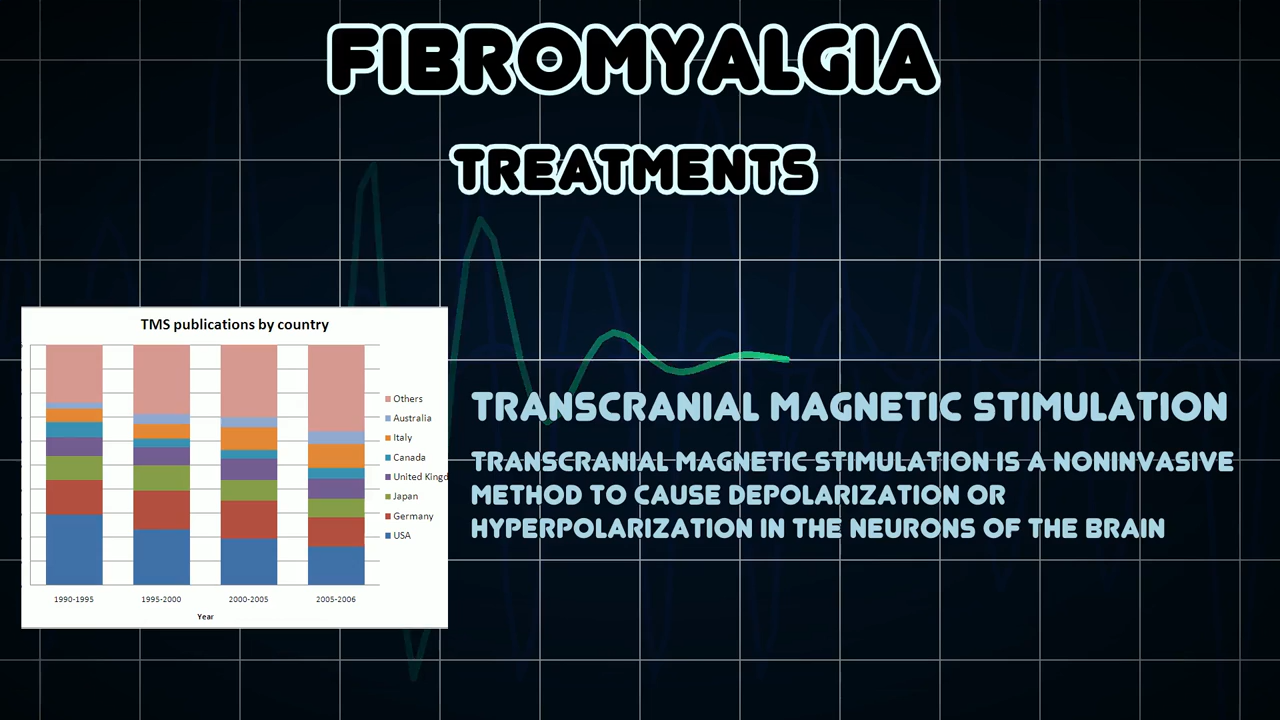 FIBROMYALGIA
TREATMENTS
TMS publications by country
Others
Australia
Italy
Canada
United Kingd
Japan
Germany
USA
1990-1995 1995-2000 2000-2005 2005-2006
Year
TRANSCRANIAL MAGNETIC STIMULATION
TRANSCRANIAL MAGNETIC STIMULATION IS A NONINVASIVE
METHOD TO CAUSE DEPOLARIZATION OR
HYPERPOLARIZATION IN THE NEURONS OF THE BRAIN